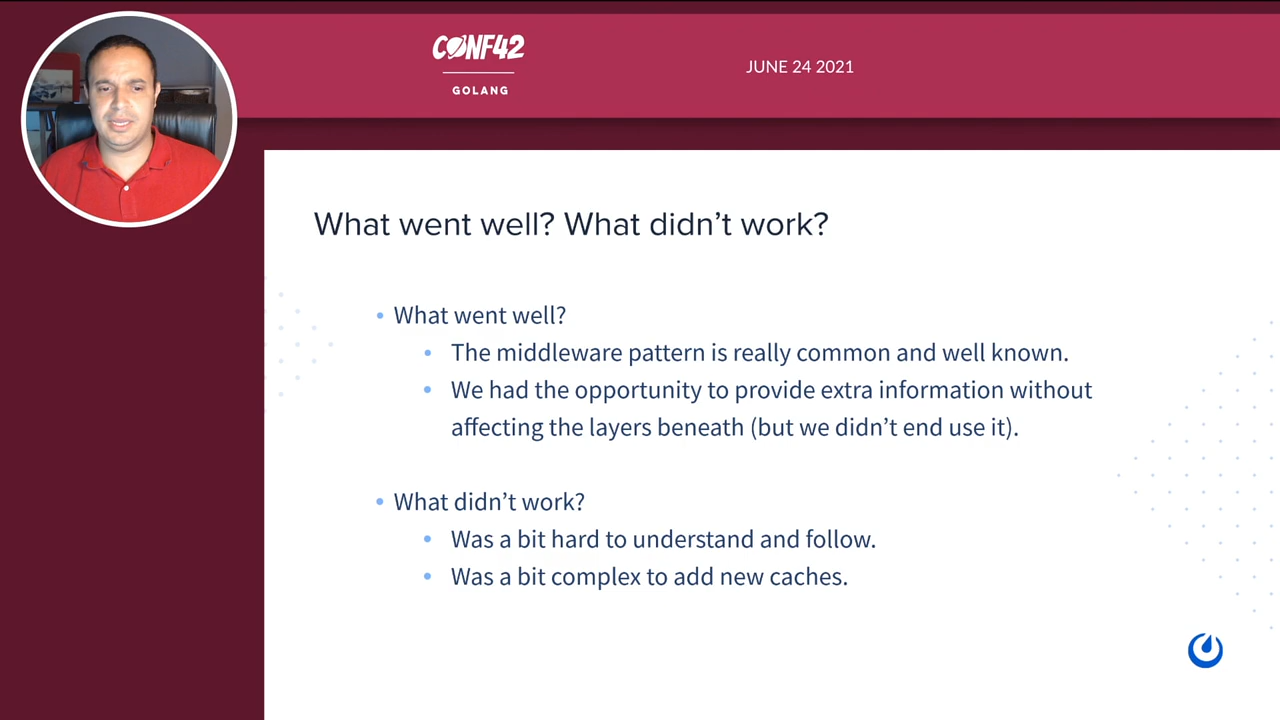 CONF42
GOLANG
JUNE 24 2021
What went well? What didn’t work?
• What went well?
• The middleware pattern is really common and well known.
• We had the opportunity to provide extra information without
affecting the layers beneath (but we didn’t end use it).
• What didn’t work?
• Was a bit hard to understand and follow.
• Was a bit complex to add new caches.